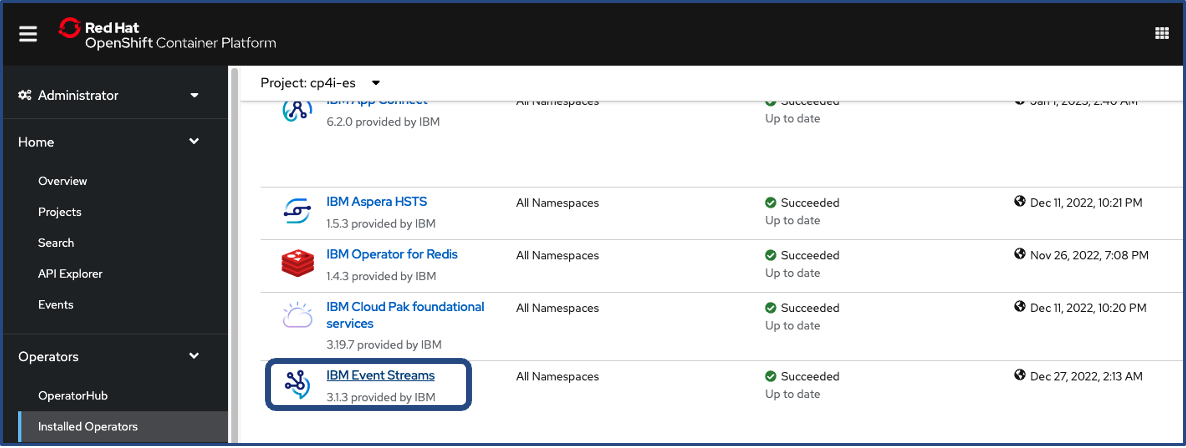 Red Hat
OpenShift Container Platform
Administrator
Home
Overview
Projects
Search
API Explorer
Events
Operators
OperatorHub
Installed Operators
Project: cp4i-es
IBM App Connect All Namespaces Succeeded Jan 1, 2023, 2:40 AM
6.2.0 provided by IBM Up to date
IBM Aspera HSTS All Namespaces Succeeded Dec 11, 2022, 10:21 PM
1.5.3 provided by IBM Up to date
IBM Operator for Redis All Namespaces Succeeded Nov 26, 2022, 7:08 PM
1.4.3 provided by IBM Up to date
IBM Cloud Pak foundational All Namespaces Succeeded Dec 11, 2022, 10:20 PM
services Up to date
3.19.7 provided by IBM
IBM Event Streams All Namespaces Succeeded Dec 27, 2022, 2:13 AM
3.1.3 provided by IBM Up to date